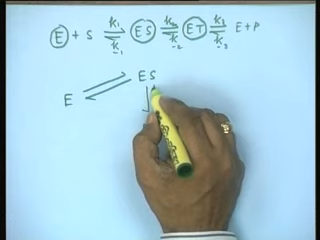 E + S ⇌ ES ⇌ ET ⇌ E + P
k₁ k₂ k₃
k₋₁ k₋₂ k₋₃
ES
E